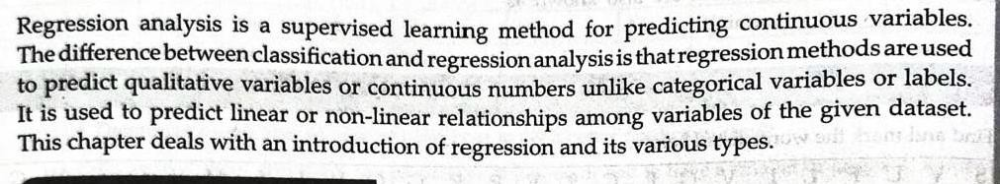 Regression analysis is a supervised learning method for predicting continuous variables.
The difference between classification and regression analysis is that regression methods are used
to predict qualitative variables or continuous numbers unlike categorical variables or labels.
It is used to predict linear or non-linear relationships among variables of the given dataset.
This chapter deals with an introduction of regression and its various types.